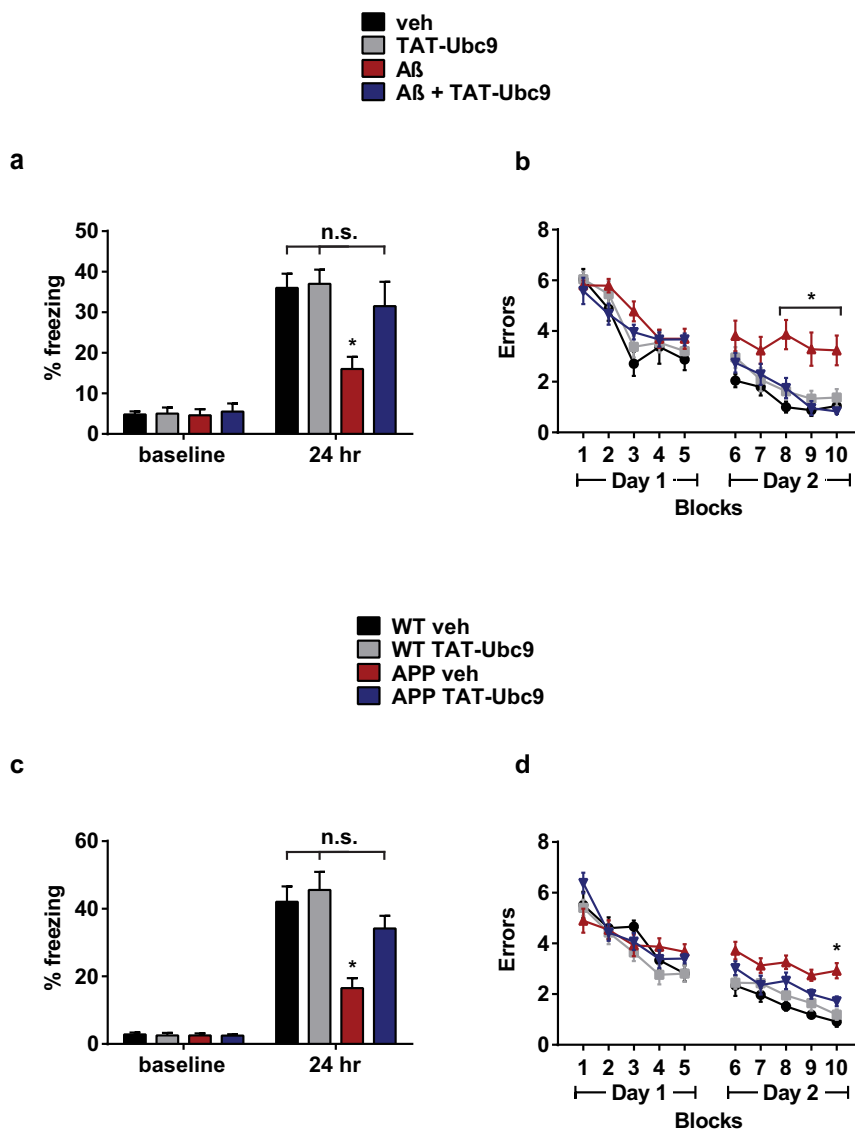 veh
TAT-Ubc9
Aß
Aß + TAT-Ubc9
a
% freezing
50
40
30
20
10
0
n.s.
*
baseline
24 hr
b
Errors
8
6
4
2
0
*
1 2 3 4 5 6 7 8 9 10
Day 1 Day 2
Blocks
WT veh
WT TAT-Ubc9
APP veh
APP TAT-Ubc9
c
% freezing
60
40
20
0
n.s.
*
baseline
24 hr
d
Errors
8
6
4
2
0
*
1 2 3 4 5 6 7 8 9 10
Day 1 Day 2
Blocks